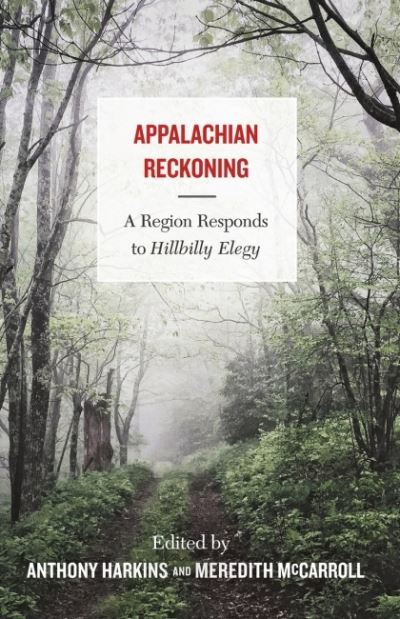 APPALACHIAN
RECKONING
A Region Responds
to Hillbilly Elegy
Edited by
ANTHONY HARKINS AND MEREDITH McCARROLL